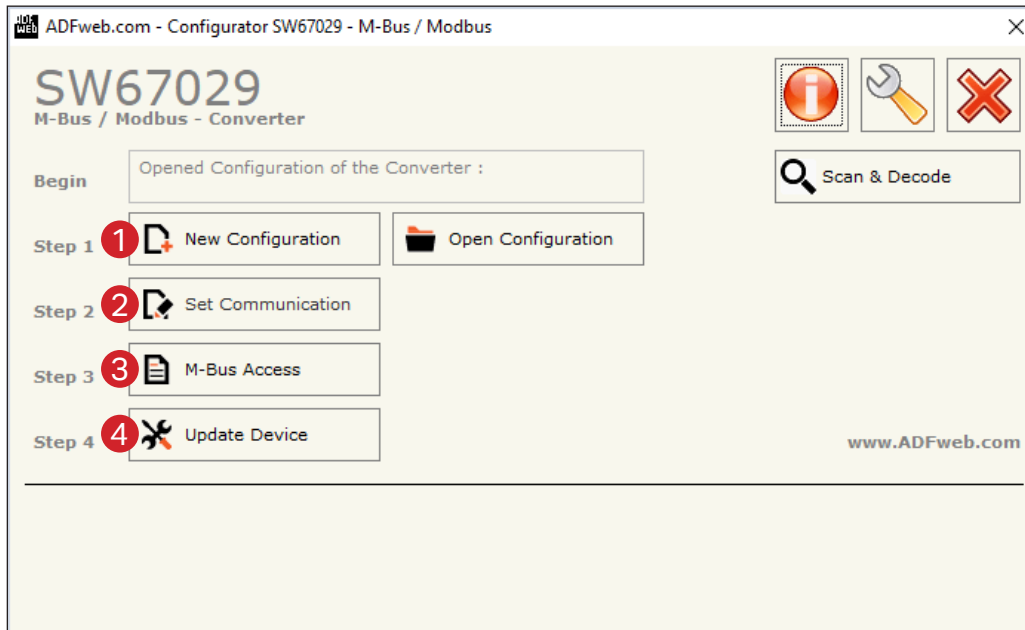 ADFweb.com - Configurator SW67029 - M-Bus / Modbus
SW67029
M-Bus / Modbus - Converter
Begin
Opened Configuration of the Converter :
Scan & Decode
Step 1
1
New Configuration
Open Configuration
Step 2
2
Set Communication
Step 3
3
M-Bus Access
Step 4
4
Update Device
www.ADFweb.com